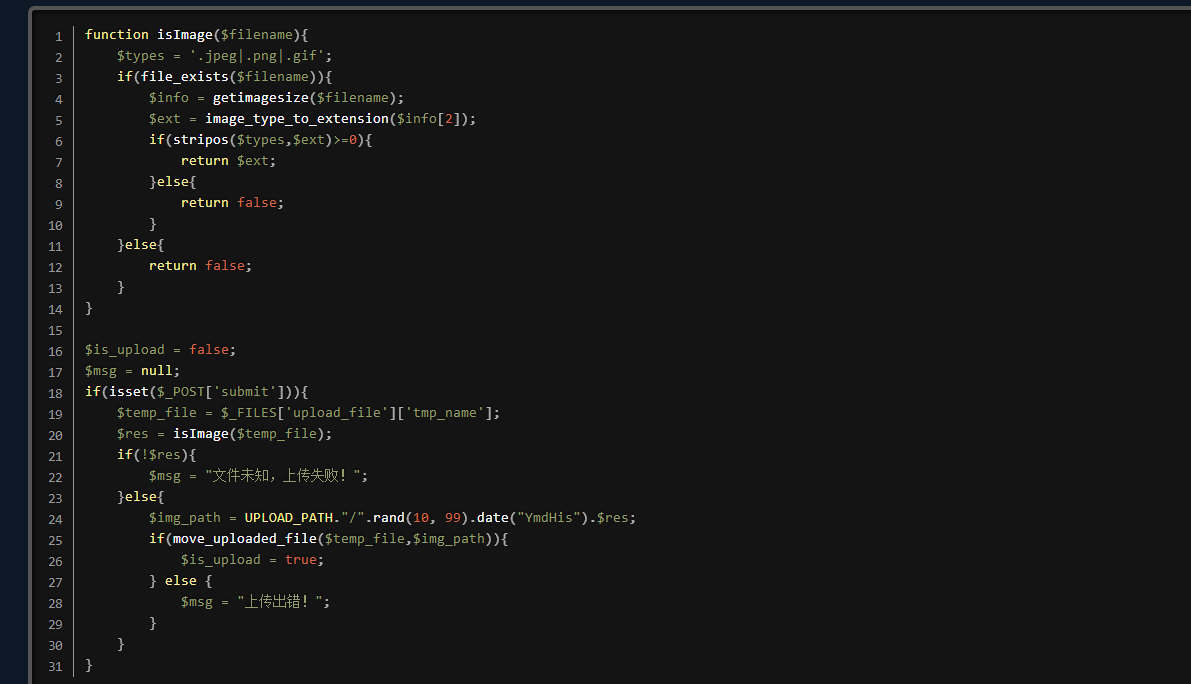 1 function isImage($filename){
2     $types = '.jpeg|.png|.gif';
3     if(file_exists($filename)){
4         $info = getimagesize($filename);
5         $ext = image_type_to_extension($info[2]);
6         if(stripos($types,$ext)>=0){
7             return $ext;
8         }else{
9             return false;
10         }
11     }else{
12         return false;
13     }
14 }
15
16 $is_upload = false;
17 $msg = null;
18 if(isset($_POST['submit'])){
19     $temp_file = $_FILES['upload_file']['tmp_name'];
20     $res = isImage($temp_file);
21     if(!$res){
22         $msg = "文件未知，上传失败！";
23     }else{
24         $img_path = UPLOAD_PATH."/".rand(10, 99).date("YmdHis").$res;
25         if(move_uploaded_file($temp_file,$img_path)){
26             $is_upload = true;
27         } else {
28             $msg = "上传出错！";
29         }
30     }
31 }